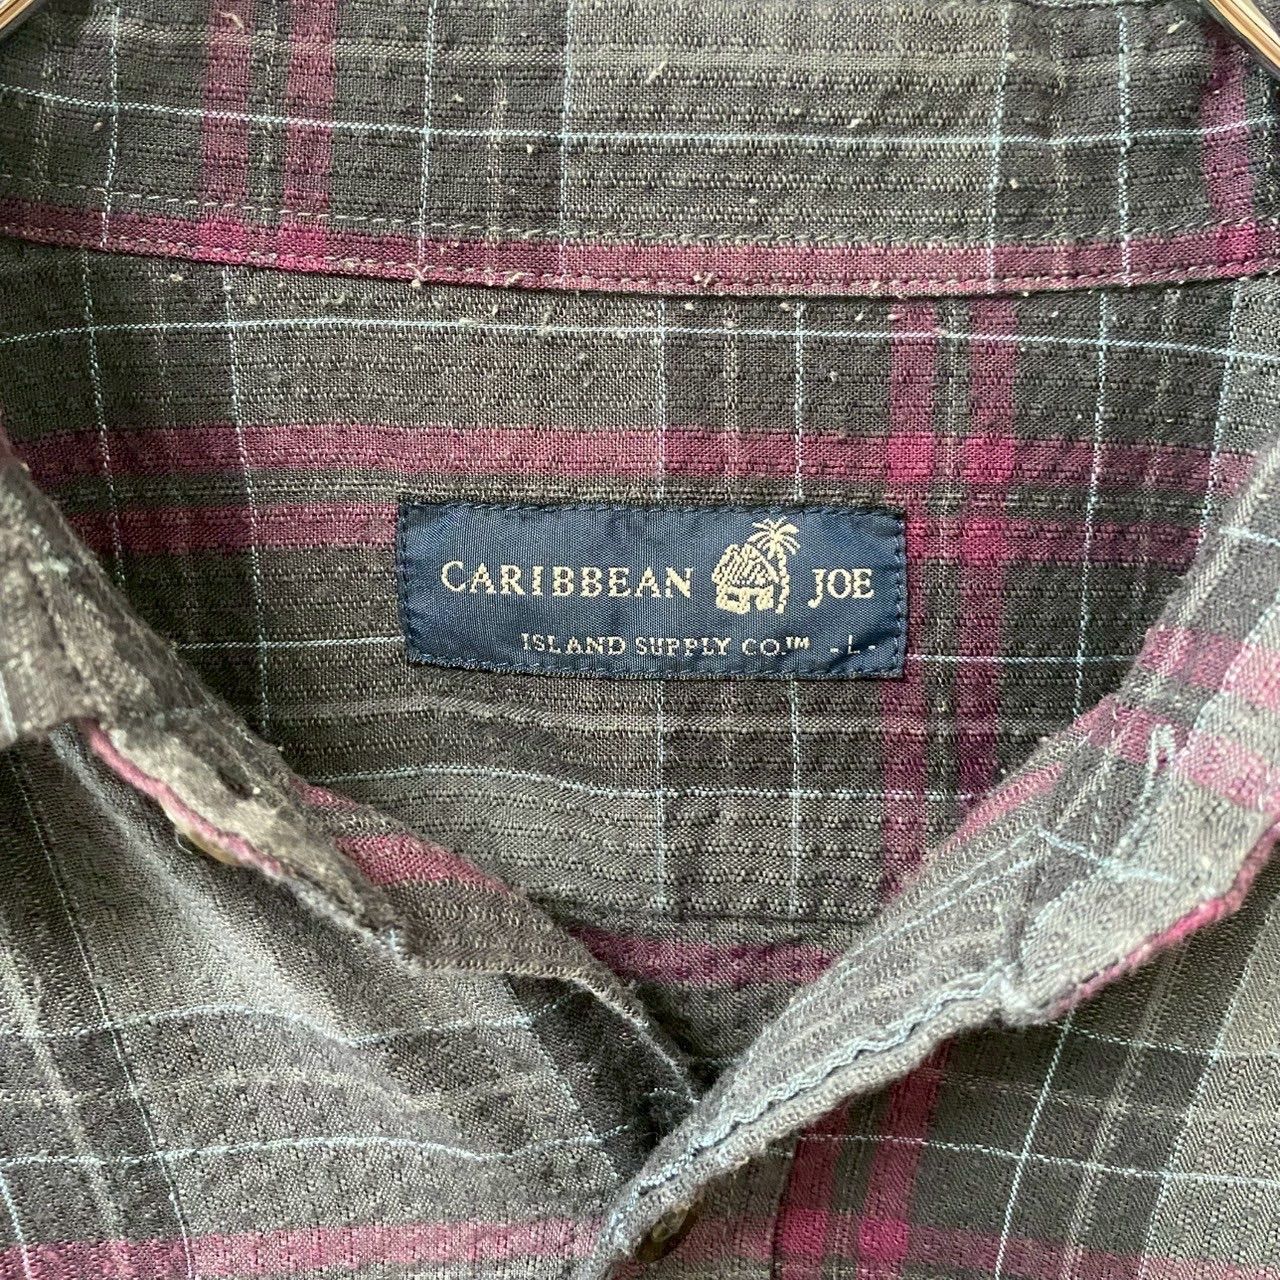 CARIBBEAN JOE
ISLAND SUPPLY CO.™ -L-